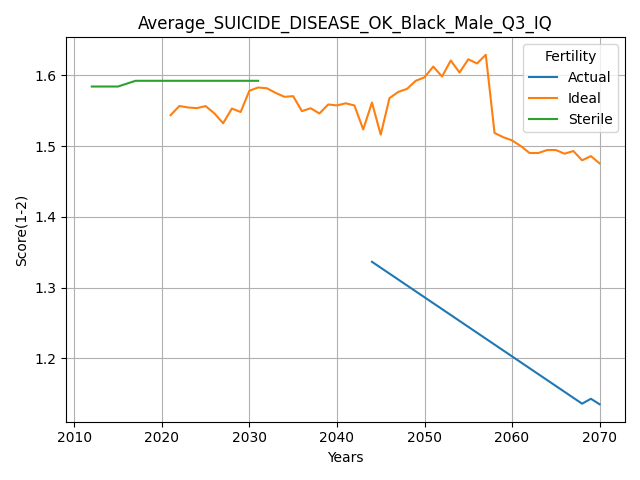 Average_SUICIDE_DISEASE_OK_Black_Male_Q3_IQ
Fertility
Actual
Ideal
Sterile
Score(1-2)
1.6
1.5
1.4
1.3
1.2
2010 2020 2030 2040 2050 2060 2070
Years